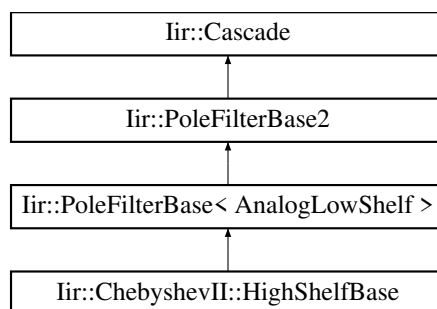 Iir::Cascade
Iir::PoleFilterBase2
Iir::PoleFilterBase< AnalogLowShelf >
Iir::ChebyshevII::HighShelfBase